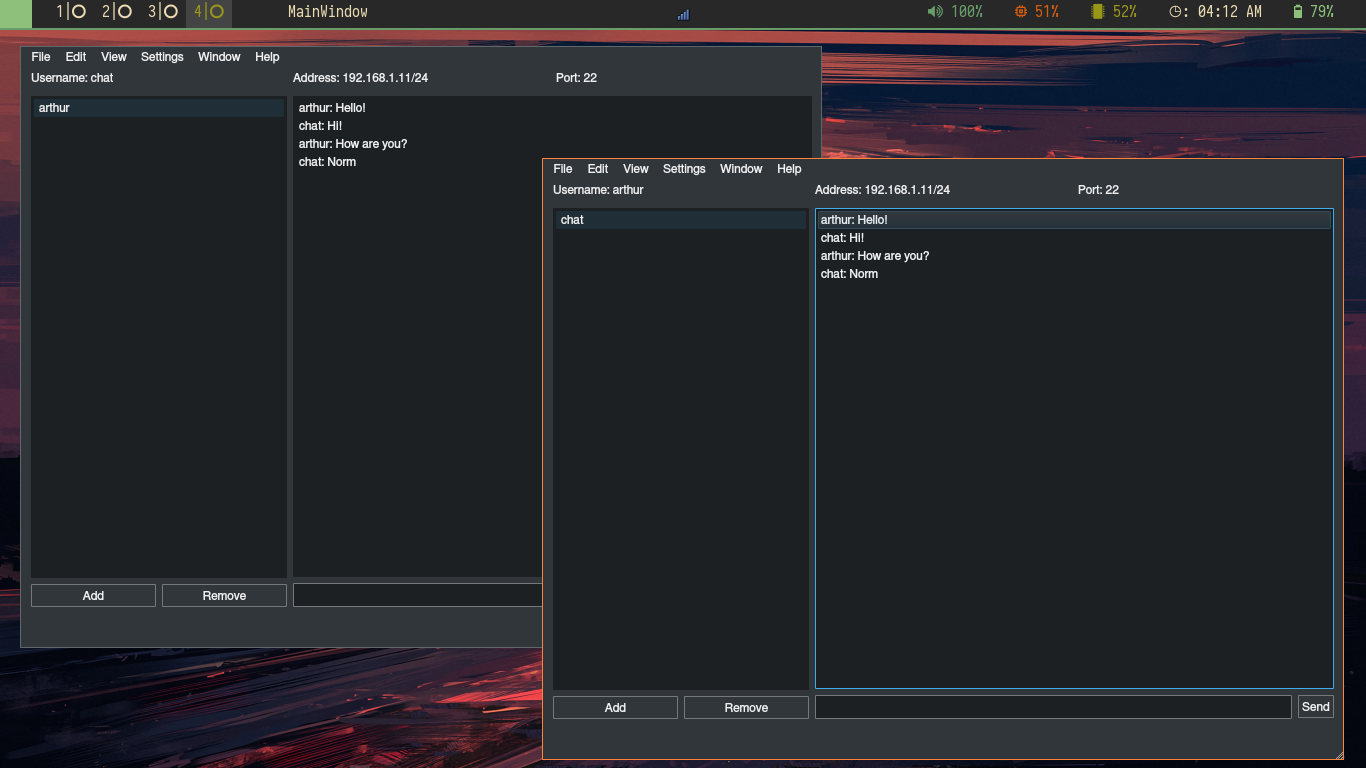 1| 2| 3| 4| MainWindow 100% 51% 52% : 04:12 AM 79%
File Edit View Settings Window Help
Username: chat Address: 192.168.1.11/24 Port: 22
arthur
arthur: Hello!
chat: Hi!
arthur: How are you?
chat: Norm
Add Remove
File Edit View Settings Window Help
Username: arthur Address: 192.168.1.11/24 Port: 22
chat
arthur: Hello!
chat: Hi!
arthur: How are you?
chat: Norm
Add Remove Send